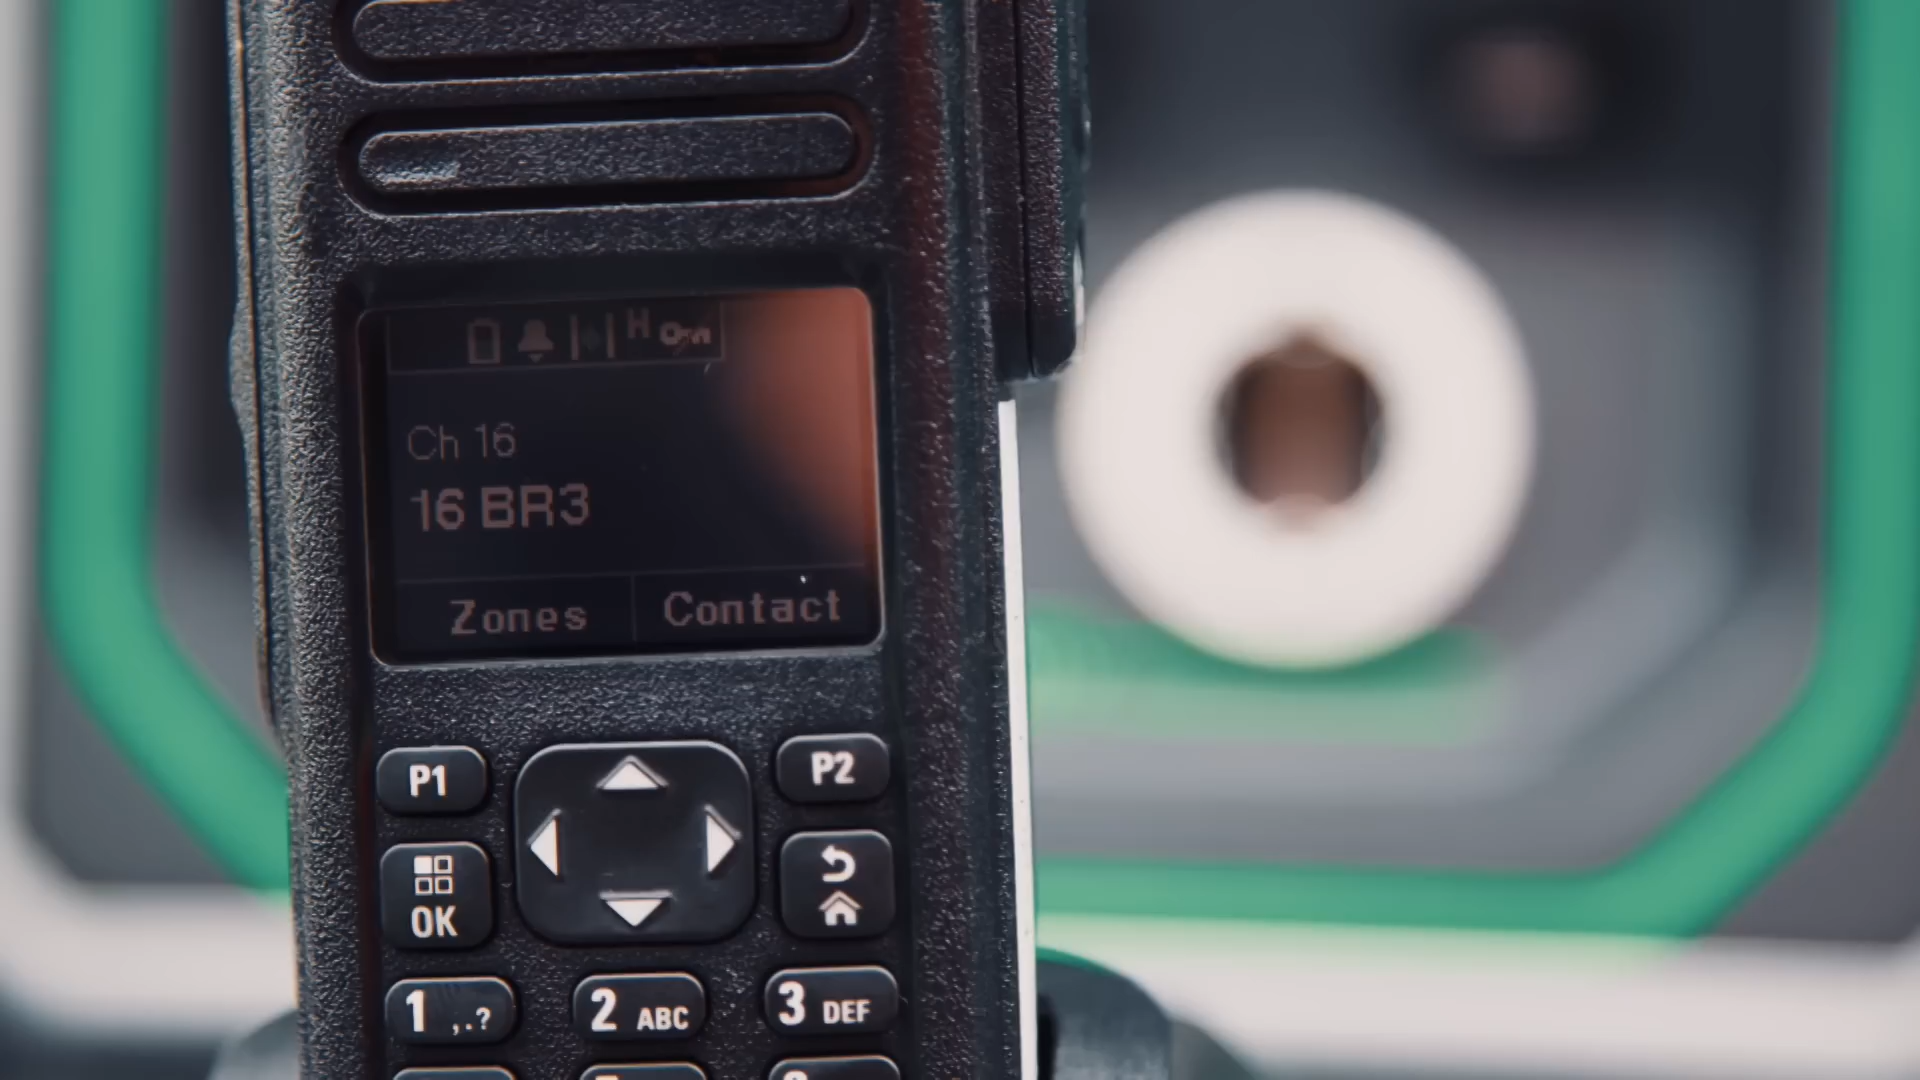 H
Ch 16
16 BR3
Zones Contact
P1 P2
OK
1 ,.? 2 ABC 3 DEF